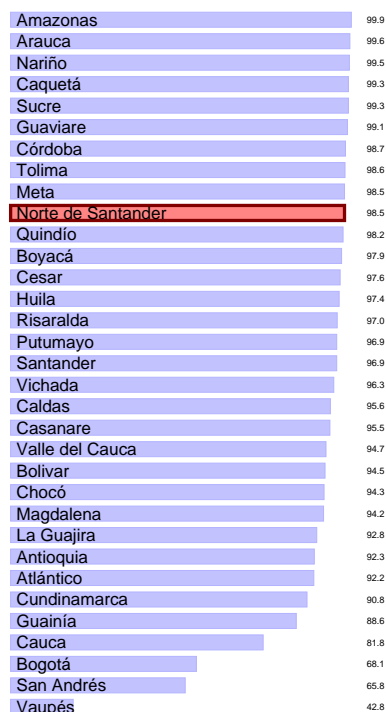 Amazonas 99.9
Arauca 99.6
Nariño 99.5
Caquetá 99.3
Sucre 99.3
Guaviare 99.1
Córdoba 98.7
Tolima 98.6
Meta 98.5
Norte de Santander 98.5
Quindío 98.2
Boyacá 97.9
Cesar 97.6
Huila 97.4
Risaralda 97.0
Putumayo 96.9
Santander 96.9
Vichada 96.3
Caldas 95.6
Casanare 95.5
Valle del Cauca 94.7
Bolivar 94.5
Chocó 94.3
Magdalena 94.2
La Guajira 92.8
Antioquia 92.3
Atlántico 92.2
Cundinamarca 90.8
Guainía 88.6
Cauca 81.8
Bogotá 68.1
San Andrés 65.8
Vaupés 42.8